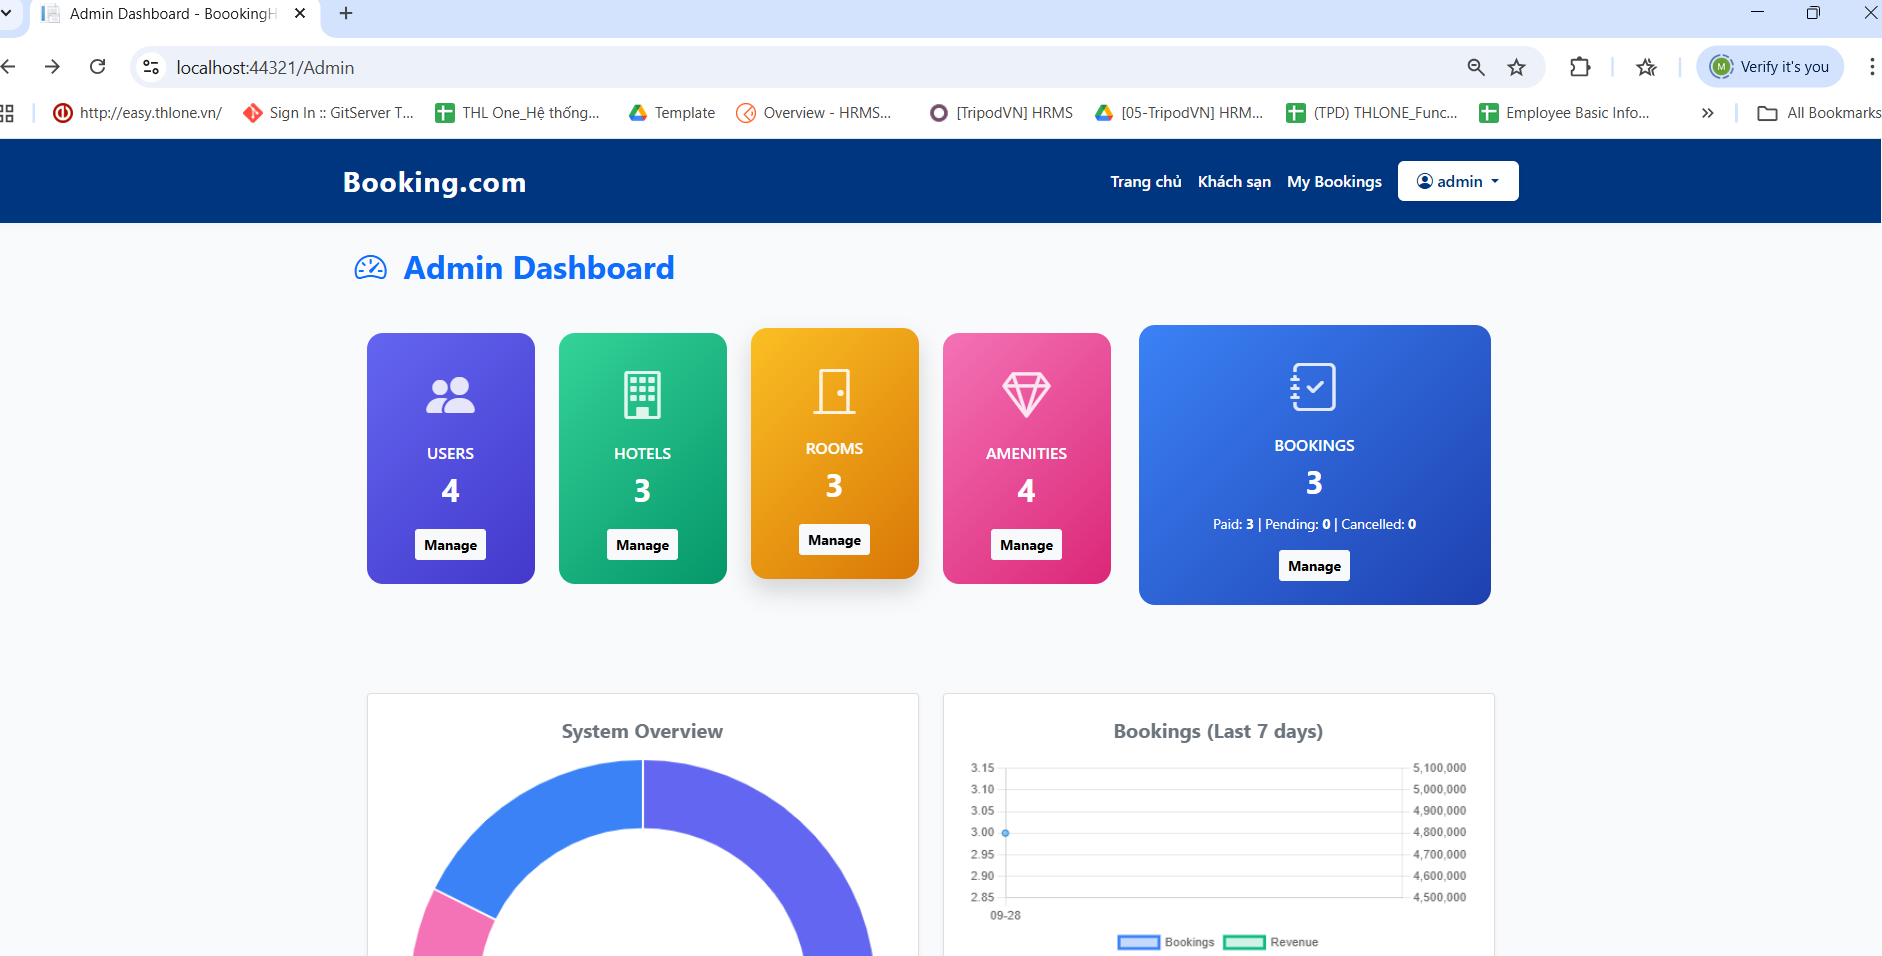 Admin Dashboard - BoookingH
localhost:44321/Admin
Verify it's you
http://easy.thlone.vn/
Sign In :: GitServer T...
THL One_Hệ thống...
Template
Overview - HRMS...
[TripodVN] HRMS
[05-TripodVN] HRM...
(TPD) THLONE_Func...
Employee Basic Info...
All Bookmarks
Booking.com
Trang chủ
Khách sạn
My Bookings
admin
Admin Dashboard
USERS
4
Manage
HOTELS
3
Manage
ROOMS
3
Manage
AMENITIES
4
Manage
BOOKINGS
3
Paid: 3 | Pending: 0 | Cancelled: 0
Manage
System Overview
Bookings (Last 7 days)
3.15
3.10
3.05
3.00
2.95
2.90
2.85
5,100,000
5,000,000
4,900,000
4,800,000
4,700,000
4,600,000
4,500,000
09-28
Bookings
Revenue